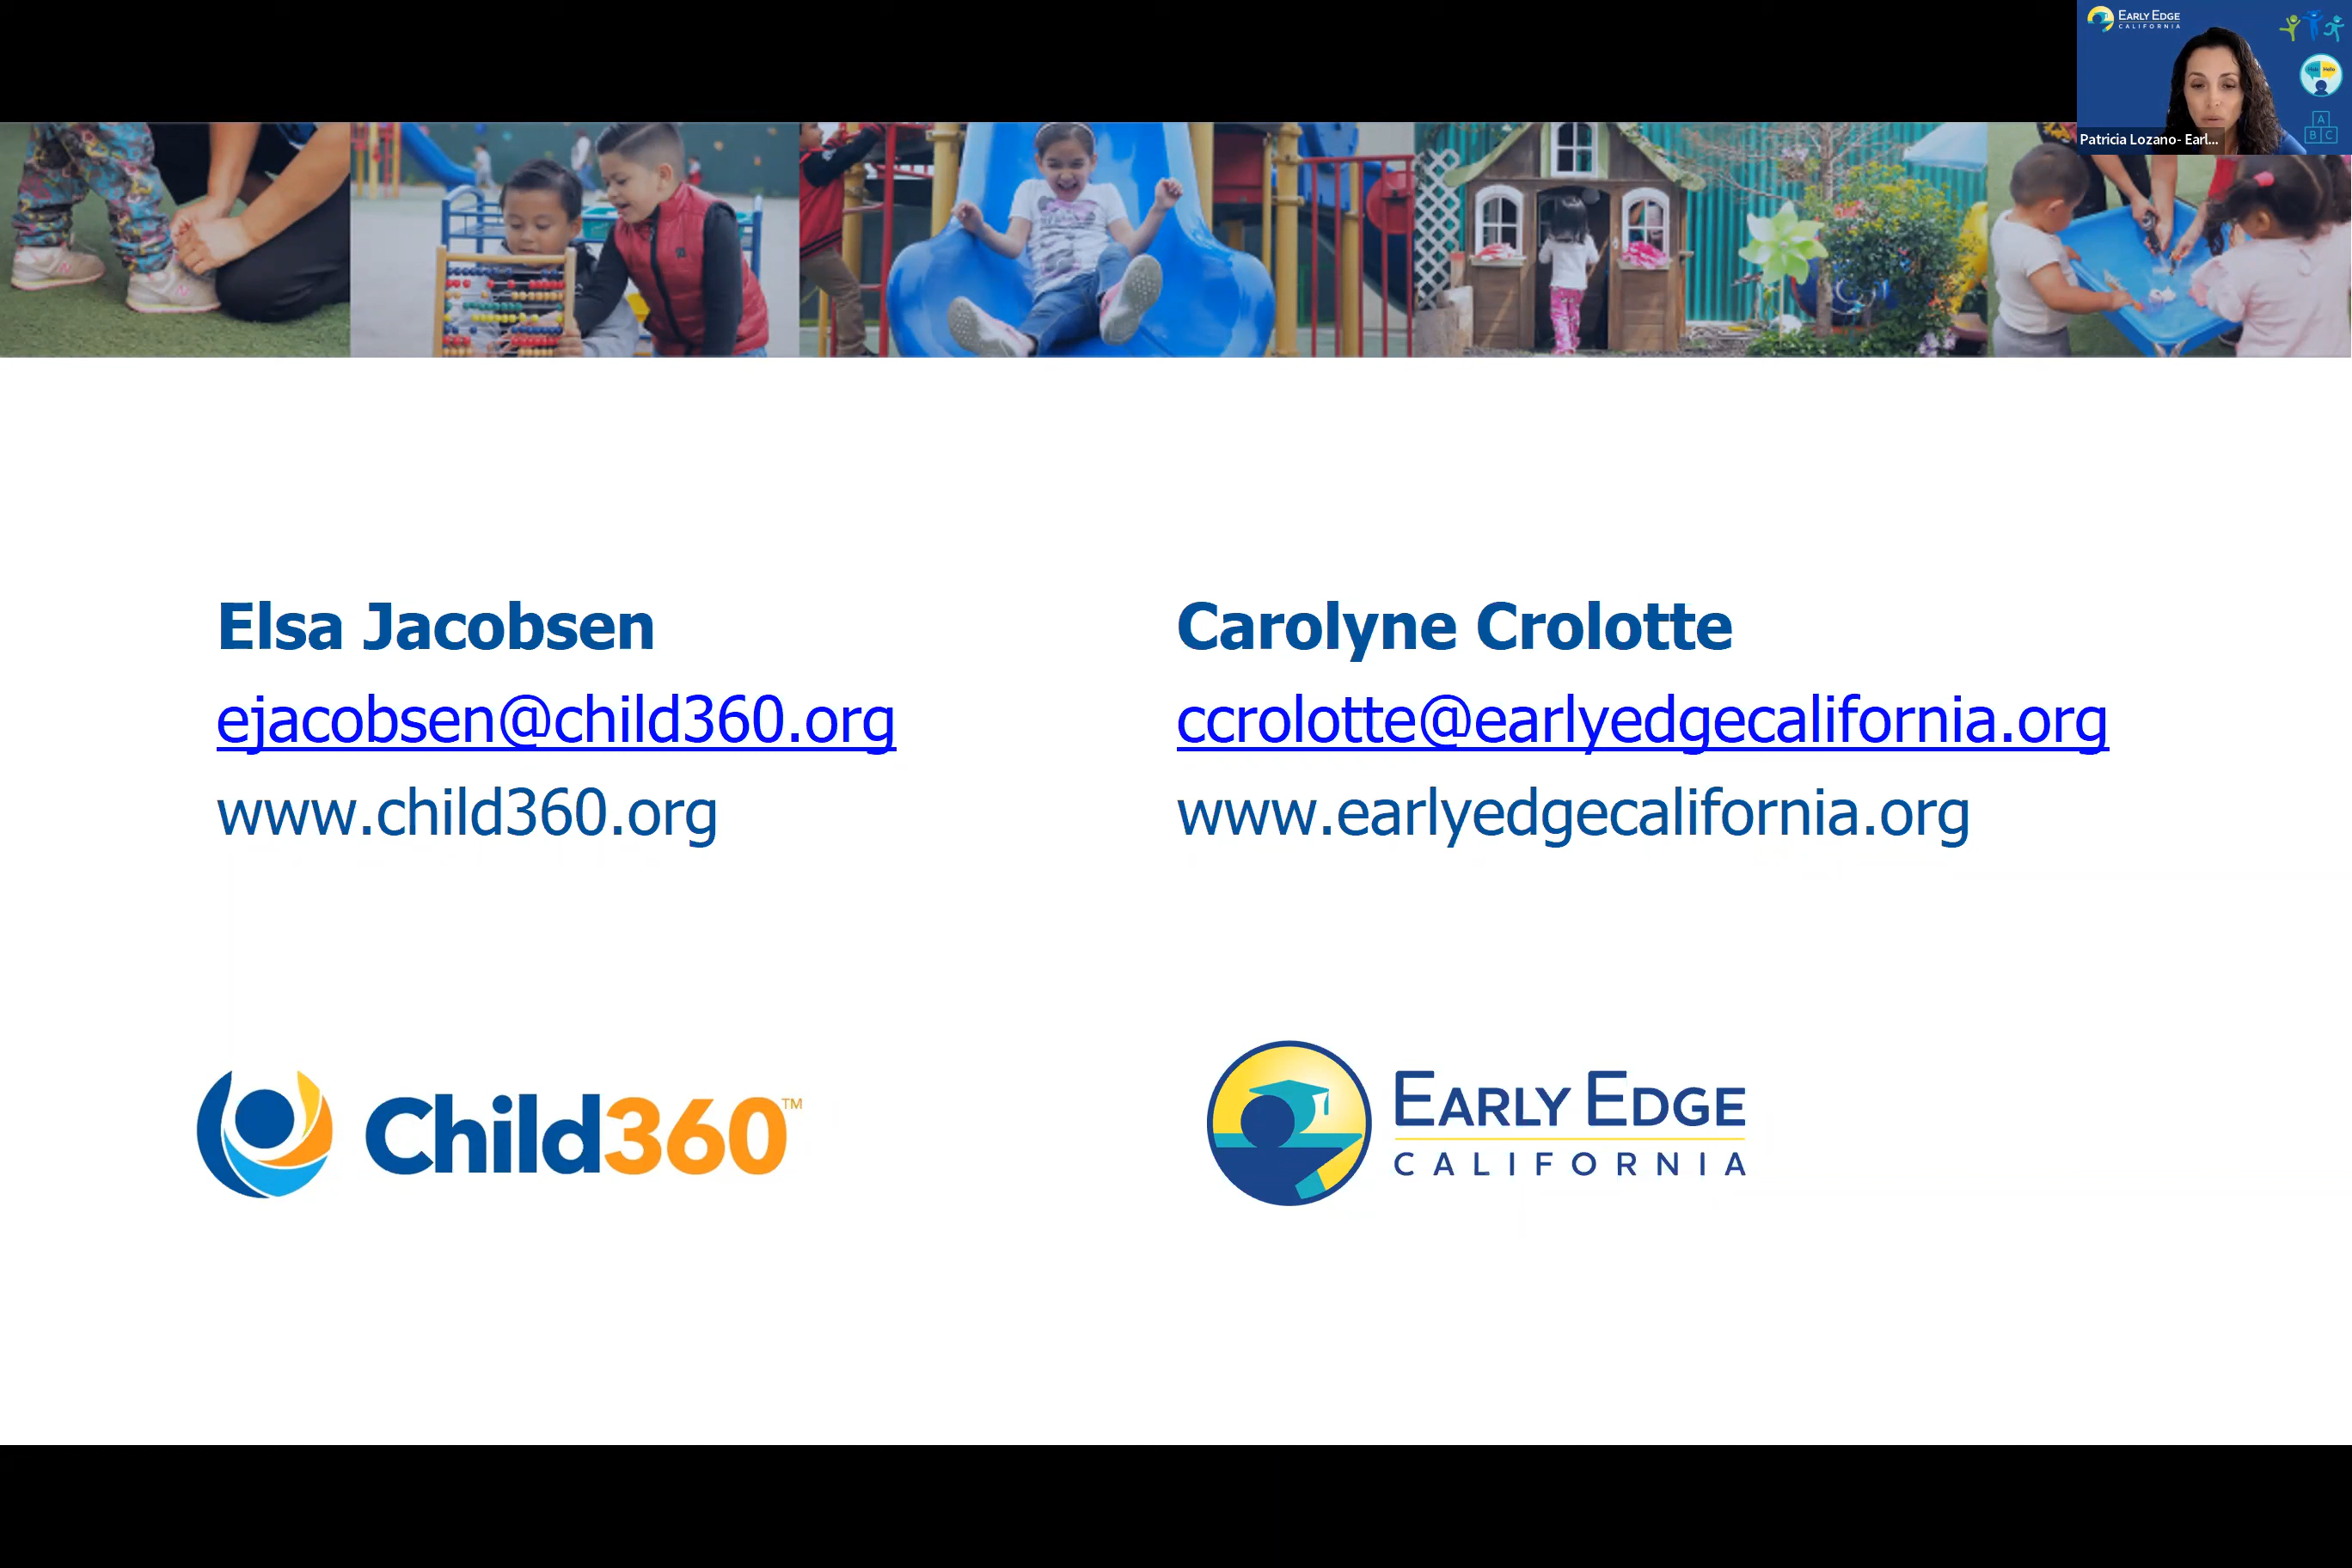 EARLY EDGE
CALIFORNIA
Hello
A
B C
Patricia Lozano- Earl...
Elsa Jacobsen
ejacobsen@child360.org
www.child360.org
Carolyne Crolotte
ccrolotte@earlyedgecalifornia.org
www.earlyedgecalifornia.org
Child360™
EARLY EDGE
CALIFORNIA